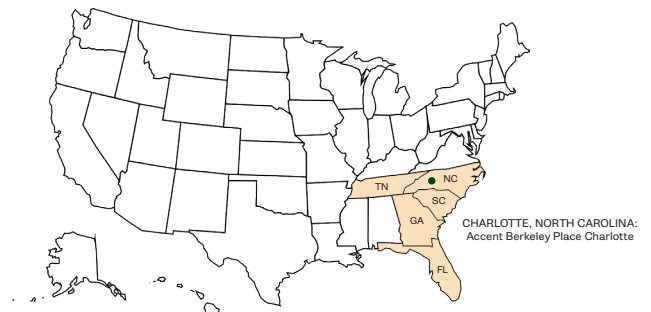 TN
NC
SC
GA
CHARLOTTE, NORTH CAROLINA:
Accent Berkeley Place Charlotte
FL